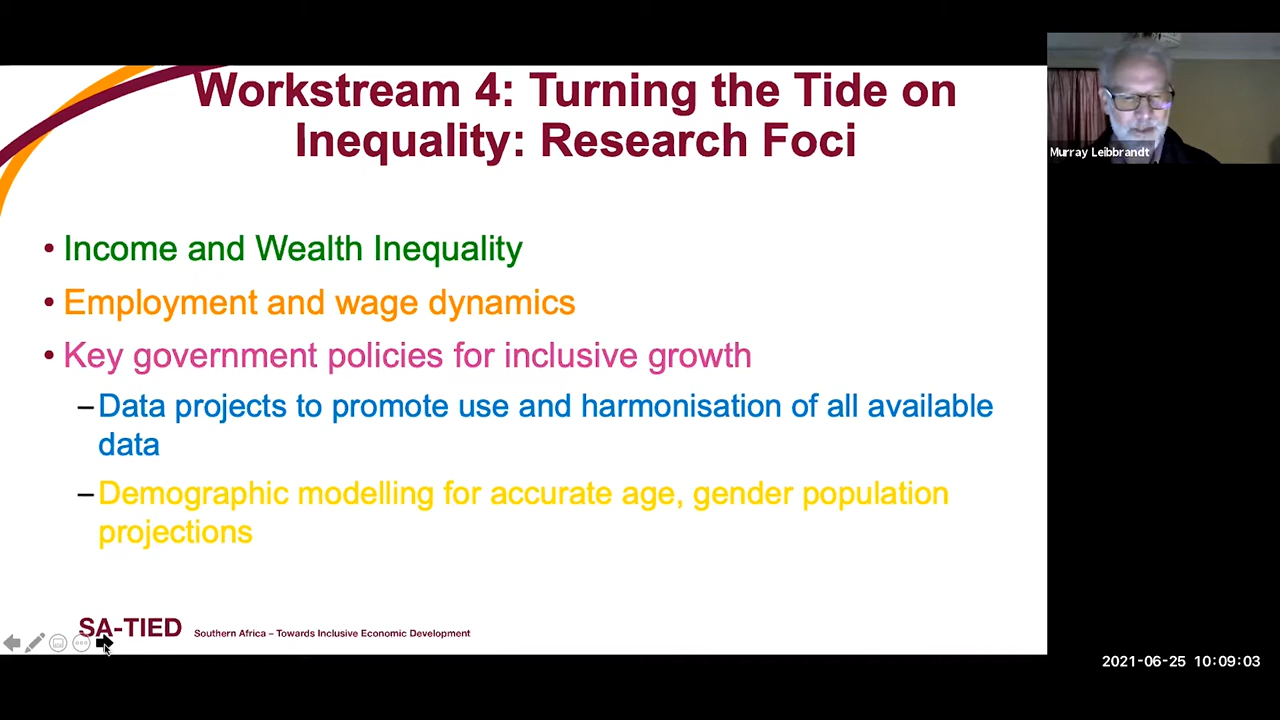 Workstream 4: Turning the Tide on
Inequality: Research Foci
• Income and Wealth Inequality
• Employment and wage dynamics
• Key government policies for inclusive growth
– Data projects to promote use and harmonisation of all available
data
– Demographic modelling for accurate age, gender population
projections
SA-TIED Southern Africa – Towards Inclusive Economic Development
Murray Leibbrandt
2021-06-25 10:09:03